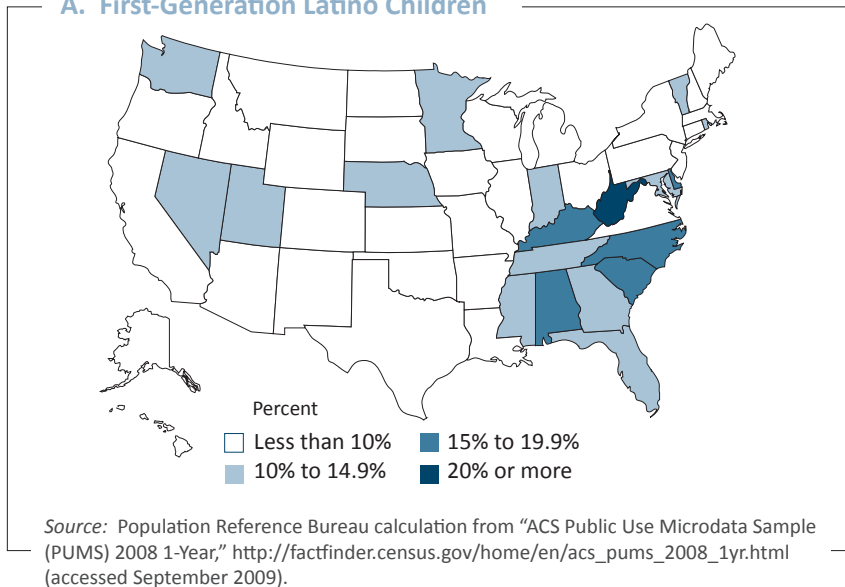 A. First-Generation Latino Children
Percent
Less than 10%
15% to 19.9%
10% to 14.9%
20% or more
Source: Population Reference Bureau calculation from “ACS Public Use Microdata Sample
(PUMS) 2008 1-Year,” http://factfinder.census.gov/home/en/acs_pums_2008_1yr.html
(accessed September 2009).